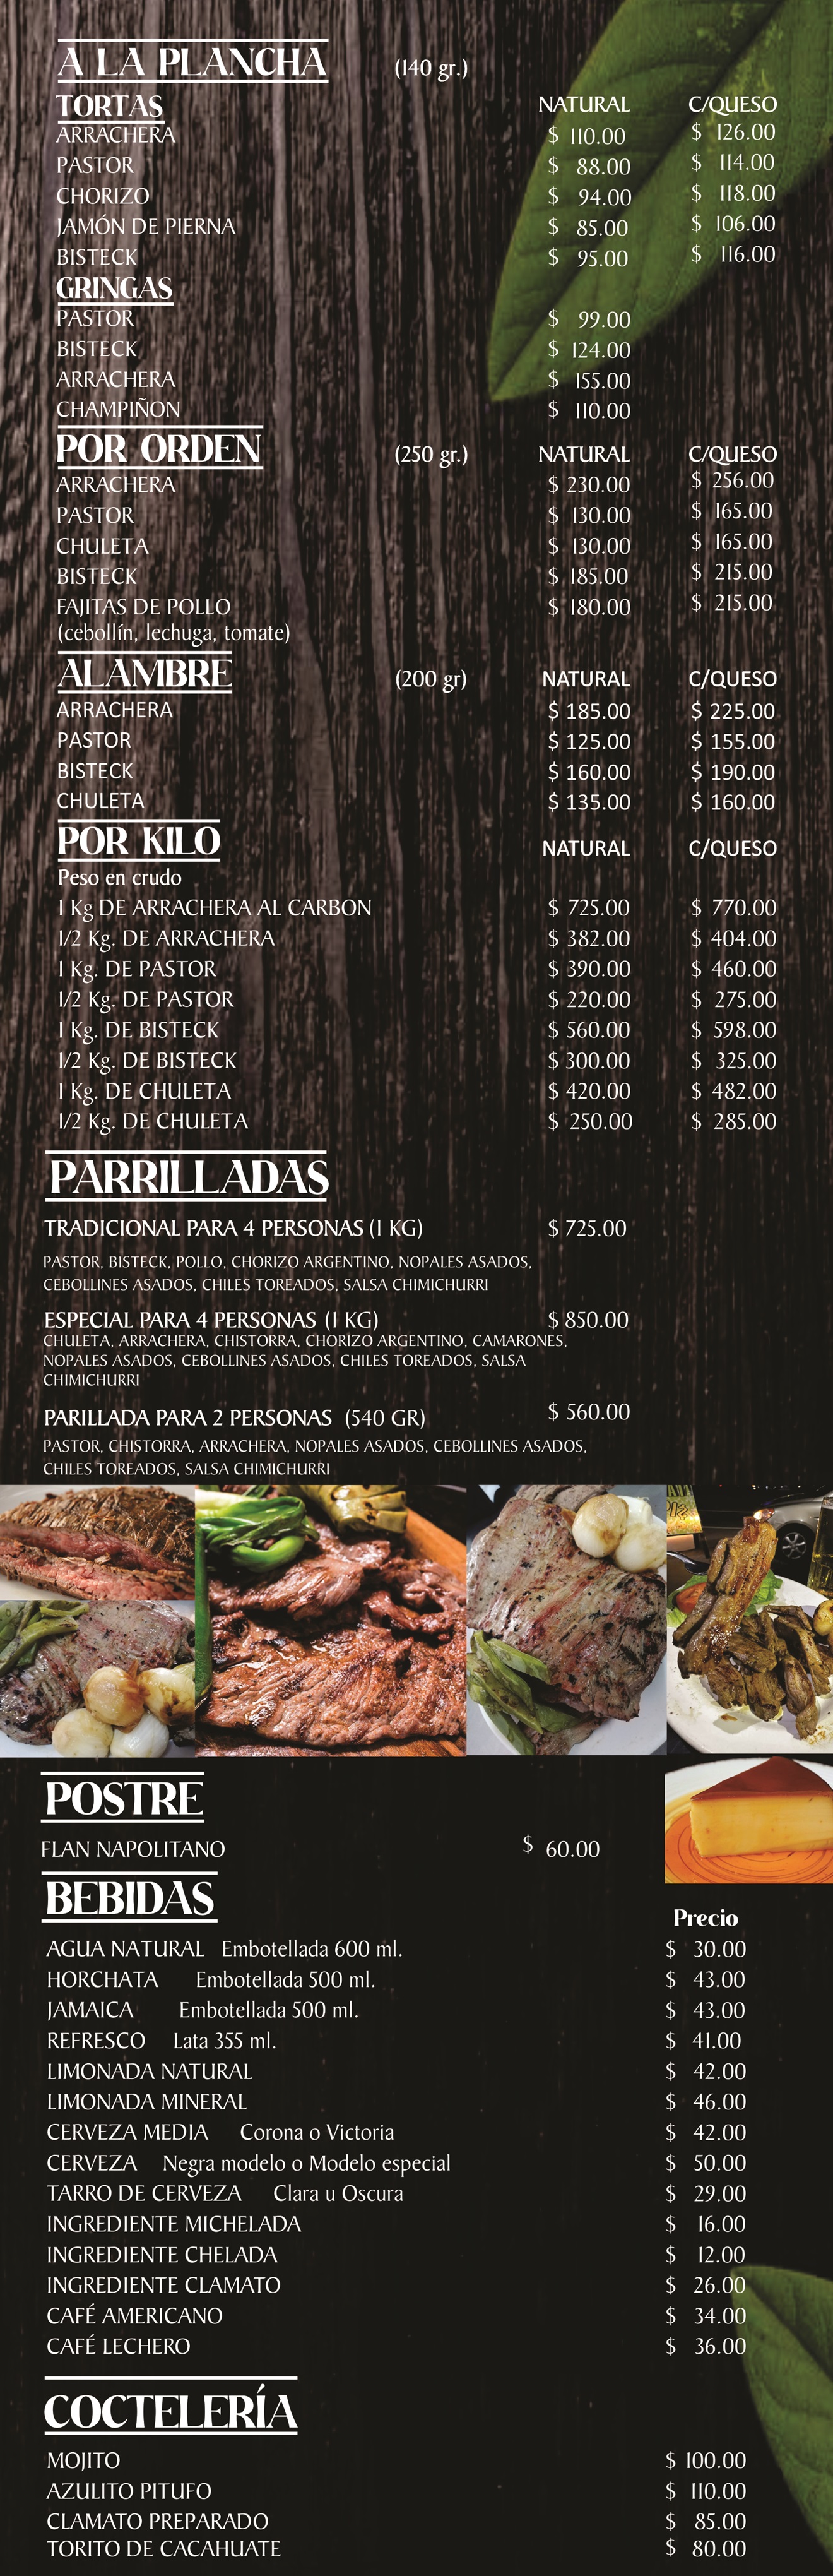 A LA PLANCHA (140 gr.)
TORTAS NATURAL C/QUESO
ARRACHERA $ 110.00 $ 126.00
PASTOR $ 88.00 $ 114.00
CHORIZO $ 94.00 $ 118.00
JAMÓN DE PIERNA $ 85.00 $ 106.00
BISTECK $ 95.00 $ 116.00
GRINGAS
PASTOR $ 99.00
BISTECK $ 124.00
ARRACHERA $ 155.00
CHAMPIÑON $ 110.00
POR ORDEN (250 gr.) NATURAL C/QUESO
ARRACHERA $ 230.00 $ 256.00
PASTOR $ 130.00 $ 165.00
CHULETA $ 130.00 $ 165.00
BISTECK $ 185.00 $ 215.00
FAJITAS DE POLLO $ 180.00 $ 215.00
(cebollín, lechuga, tomate)
ALAMBRE (200 gr) NATURAL C/QUESO
ARRACHERA $ 185.00 $ 225.00
PASTOR $ 125.00 $ 155.00
BISTECK $ 160.00 $ 190.00
CHULETA $ 135.00 $ 160.00
POR KILO NATURAL C/QUESO
Peso en crudo
1 Kg DE ARRACHERA AL CARBON $ 725.00 $ 770.00
1/2 Kg. DE ARRACHERA $ 382.00 $ 404.00
1 Kg. DE PASTOR $ 390.00 $ 460.00
1/2 Kg. DE PASTOR $ 220.00 $ 275.00
1 Kg. DE BISTECK $ 560.00 $ 598.00
1/2 Kg. DE BISTECK $ 300.00 $ 325.00
1 Kg. DE CHULETA $ 420.00 $ 482.00
1/2 Kg. DE CHULETA $ 250.00 $ 285.00
PARRILLADAS
TRADICIONAL PARA 4 PERSONAS (1 KG) $ 725.00
PASTOR, BISTECK, POLLO, CHORIZO ARGENTINO, NOPALES ASADOS,
CEBOLLINES ASADOS, CHILES TOREADOS, SALSA CHIMICHURRI
ESPECIAL PARA 4 PERSONAS (1 KG) $ 850.00
CHULETA, ARRACHERA, CHISTORRA, CHORIZO ARGENTINO, CAMARONES,
NOPALES ASADOS, CEBOLLINES ASADOS, CHILES TOREADOS, SALSA
CHIMICHURRI
PARILLADA PARA 2 PERSONAS (540 GR) $ 560.00
PASTOR, CHISTORRA, ARRACHERA, NOPALES ASADOS, CEBOLLINES ASADOS,
CHILES TOREADOS, SALSA CHIMICHURRI
POSTRE
FLAN NAPOLITANO $ 60.00
BEBIDAS
Precio
AGUA NATURAL Embotellada 600 ml. $ 30.00
HORCHATA Embotellada 500 ml. $ 43.00
JAMAICA Embotellada 500 ml. $ 43.00
REFRESCO Lata 355 ml. $ 41.00
LIMONADA NATURAL $ 42.00
LIMONADA MINERAL $ 46.00
CERVEZA MEDIA Corona o Victoria $ 42.00
CERVEZA Negra modelo o Modelo especial $ 50.00
TARRO DE CERVEZA Clara u Oscura $ 29.00
INGREDIENTE MICHELADA $ 16.00
INGREDIENTE CHELADA $ 12.00
INGREDIENTE CLAMATO $ 26.00
CAFÉ AMERICANO $ 34.00
CAFÉ LECHERO $ 36.00
COCTELERÍA
MOJITO $ 100.00
AZULITO PITUFO $ 110.00
CLAMATO PREPARADO $ 85.00
TORITO DE CACAHUATE $ 80.00